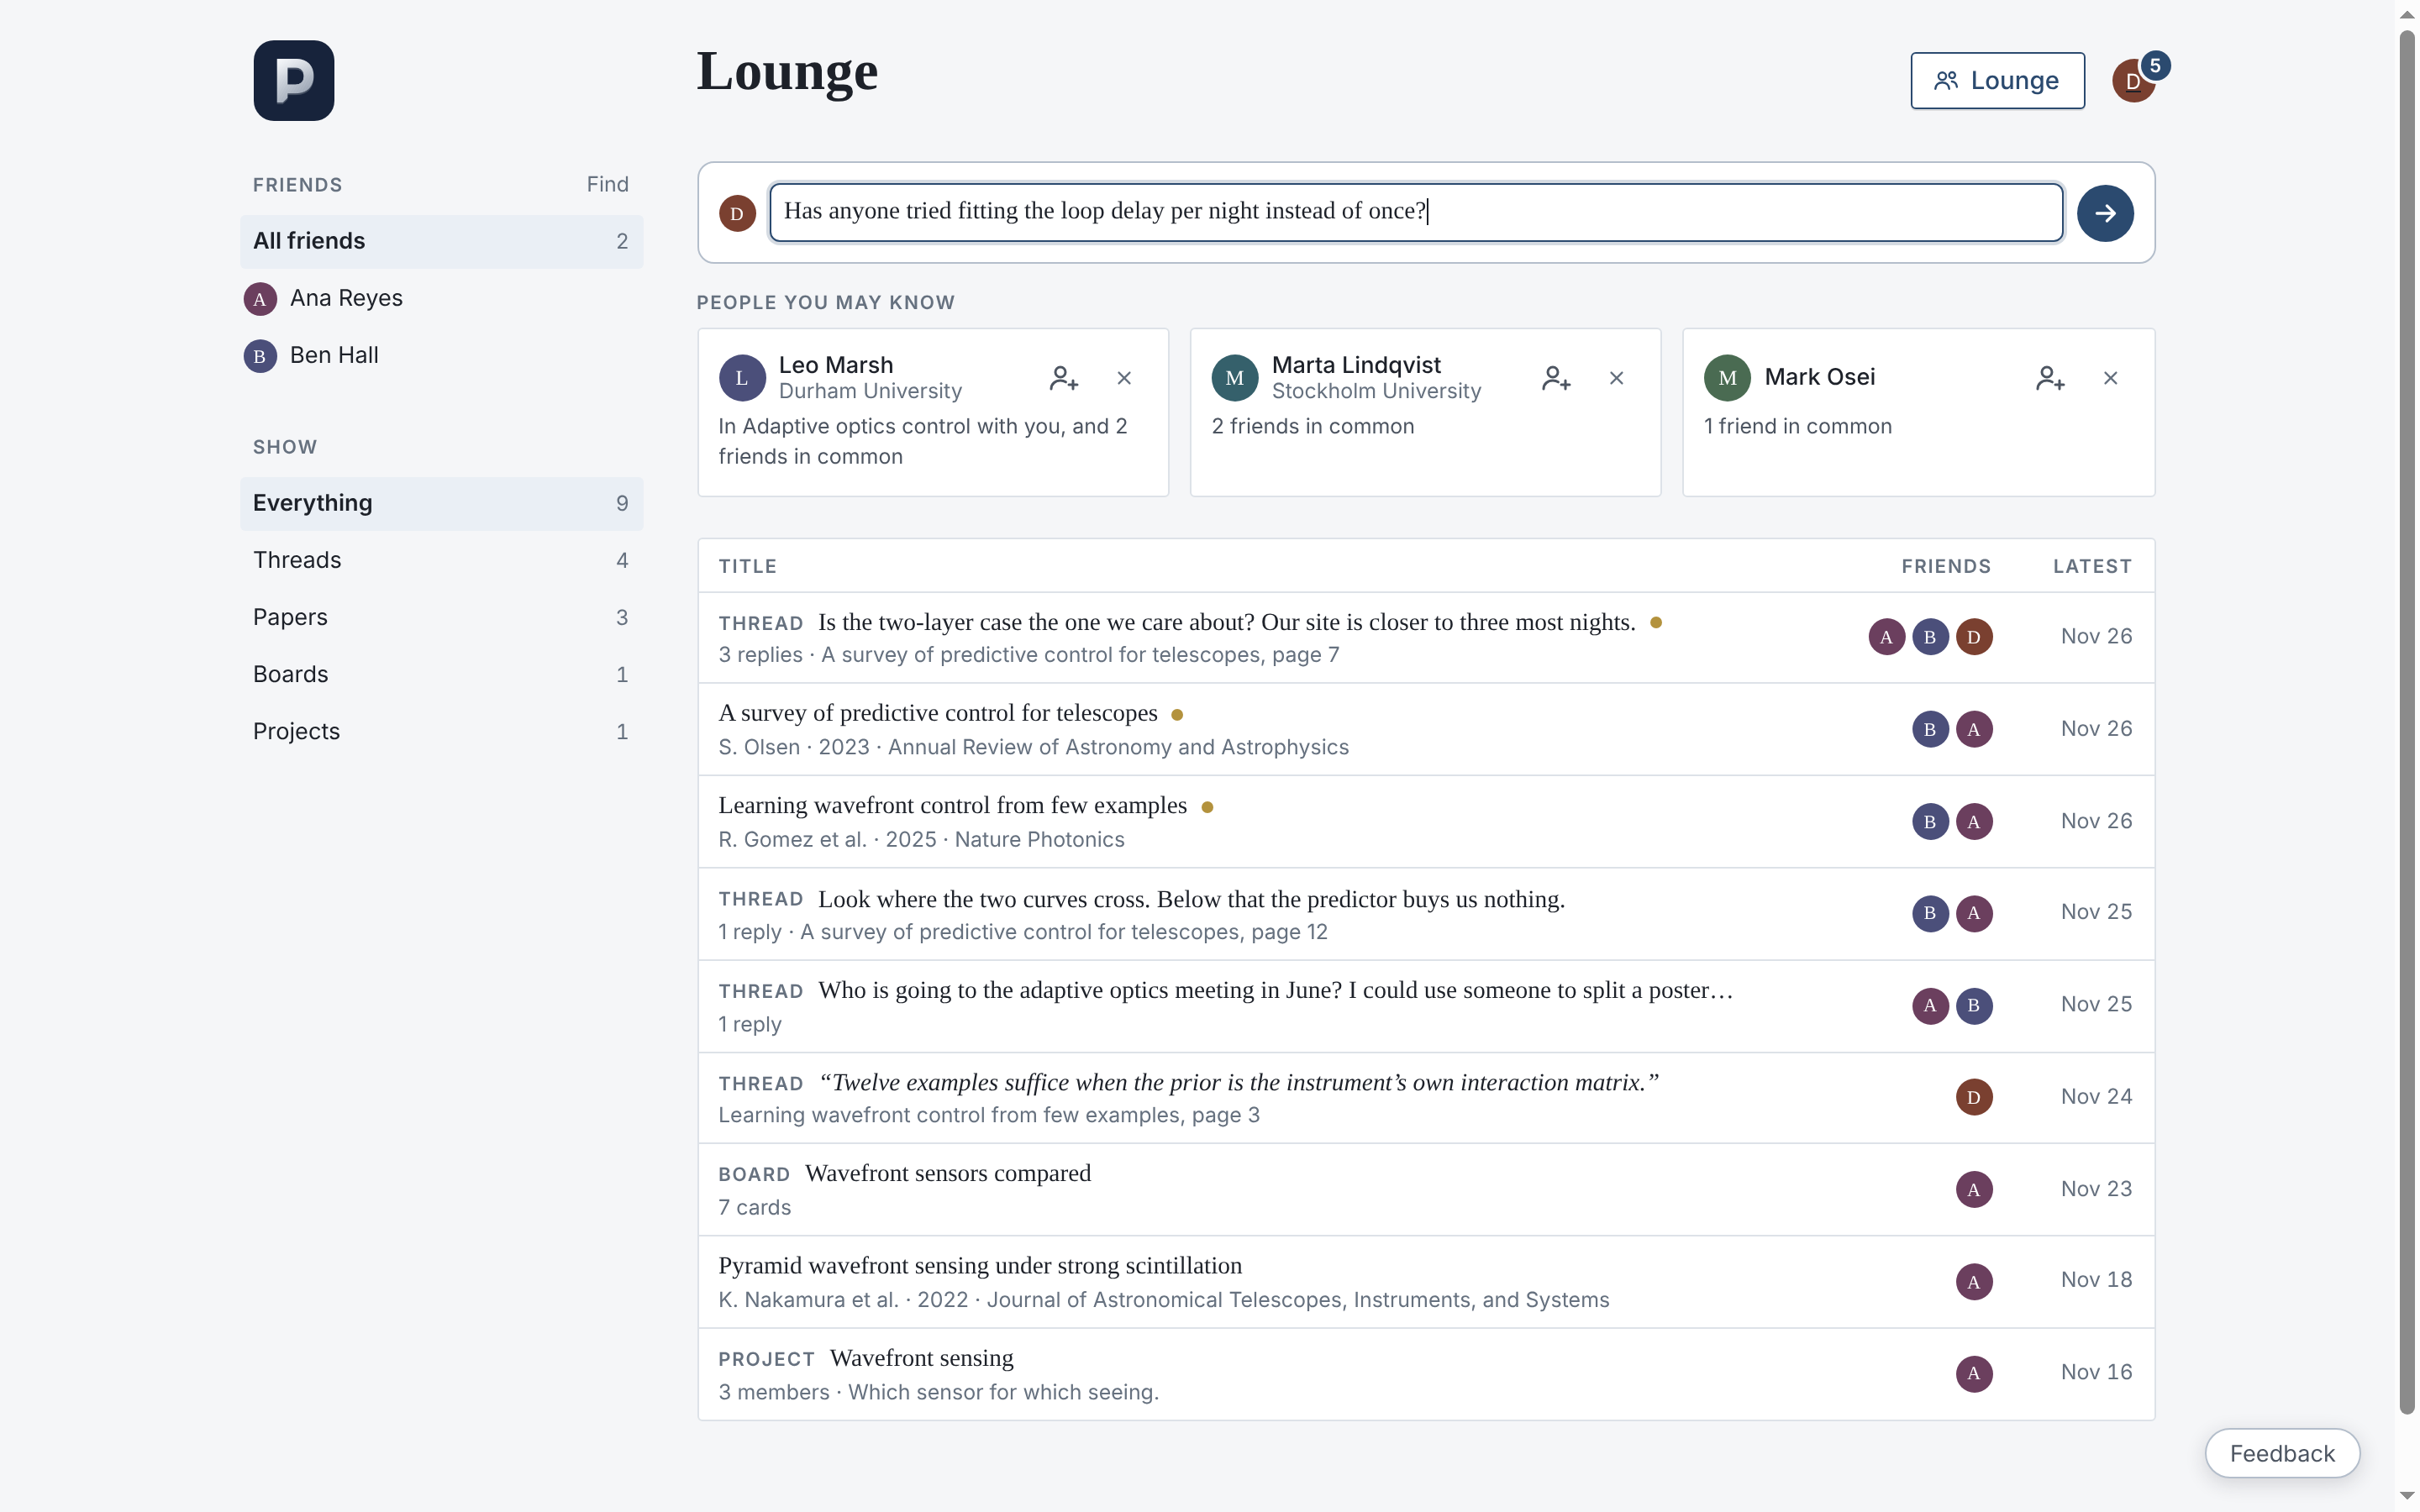 P
Lounge
Lounge
D
5
FRIENDS
Find
All friends
2
A
Ana Reyes
B
Ben Hall
SHOW
Everything
9
Threads
4
Papers
3
Boards
1
Projects
1
D
Has anyone tried fitting the loop delay per night instead of once?
PEOPLE YOU MAY KNOW
L
Leo Marsh
Durham University
In Adaptive optics control with you, and 2
friends in common
M
Marta Lindqvist
Stockholm University
2 friends in common
M
Mark Osei
1 friend in common
TITLE
FRIENDS
LATEST
THREAD Is the two-layer case the one we care about? Our site is closer to three most nights.
3 replies · A survey of predictive control for telescopes, page 7
A B D
Nov 26
A survey of predictive control for telescopes
S. Olsen · 2023 · Annual Review of Astronomy and Astrophysics
B A
Nov 26
Learning wavefront control from few examples
R. Gomez et al. · 2025 · Nature Photonics
B A
Nov 26
THREAD Look where the two curves cross. Below that the predictor buys us nothing.
1 reply · A survey of predictive control for telescopes, page 12
B A
Nov 25
THREAD Who is going to the adaptive optics meeting in June? I could use someone to split a poster…
1 reply
A B
Nov 25
THREAD “Twelve examples suffice when the prior is the instrument’s own interaction matrix.”
Learning wavefront control from few examples, page 3
D
Nov 24
BOARD Wavefront sensors compared
7 cards
A
Nov 23
Pyramid wavefront sensing under strong scintillation
K. Nakamura et al. · 2022 · Journal of Astronomical Telescopes, Instruments, and Systems
A
Nov 18
PROJECT Wavefront sensing
3 members · Which sensor for which seeing.
A
Nov 16
Feedback